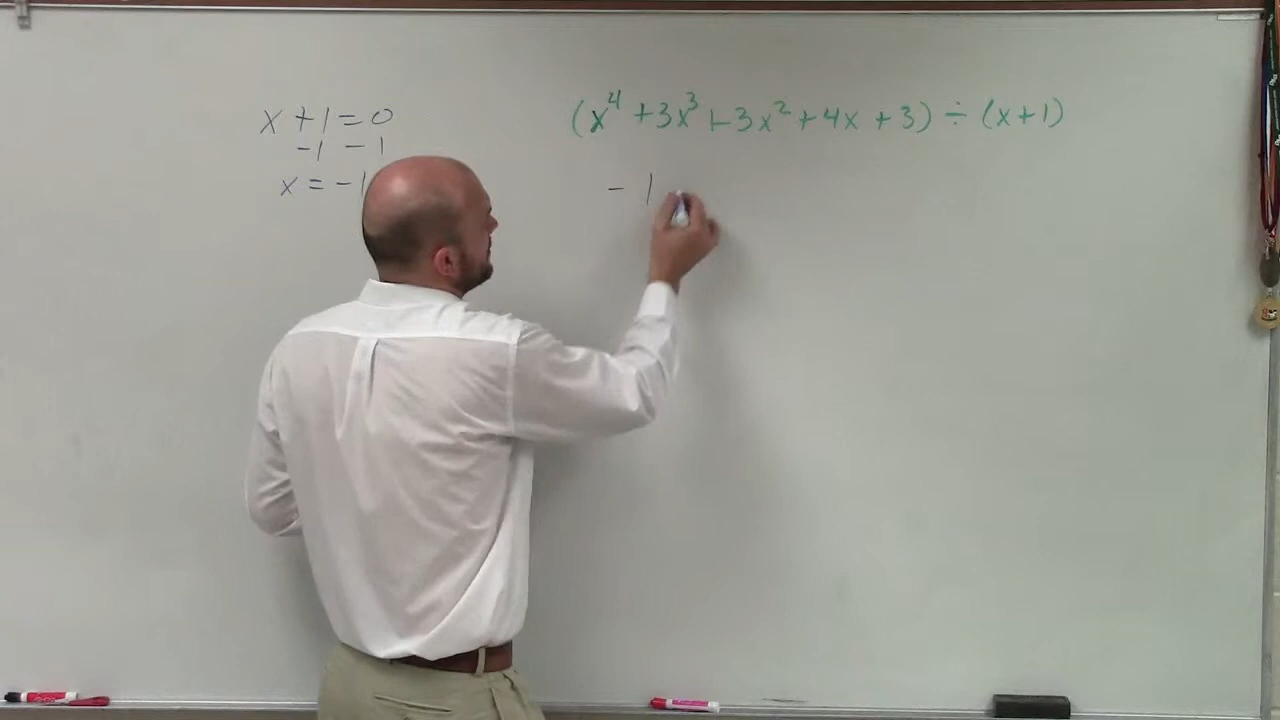 x + 1 = 0
-1 -1
x = -1
(x⁴ + 3x³ + 3x² + 4x + 3) ÷ (x + 1)
-1